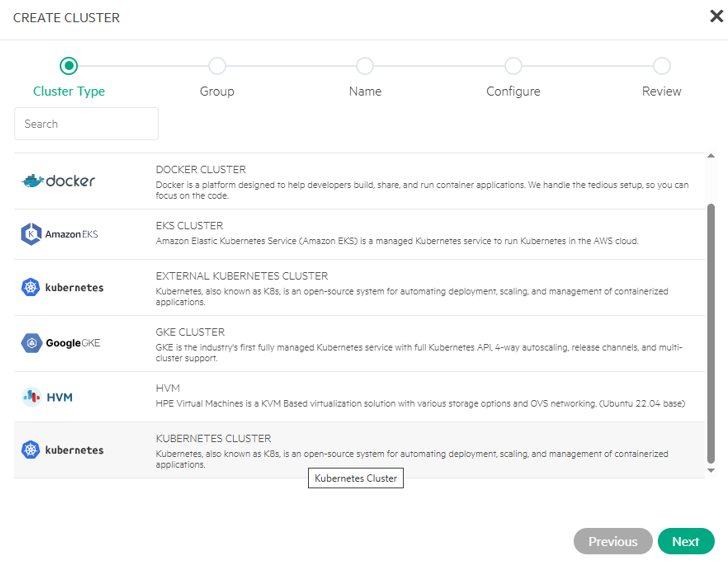 CREATE CLUSTER
Cluster Type
Group
Name
Configure
Review
Search
docker
DOCKER CLUSTER
Docker is a platform designed to help developers build, share, and run container applications. We handle the tedious setup, so you can
focus on the code.
Amazon EKS
EKS CLUSTER
Amazon Elastic Kubernetes Service (Amazon EKS) is a managed Kubernetes service to run Kubernetes in the AWS cloud.
kubernetes
EXTERNAL KUBERNETES CLUSTER
Kubernetes, also known as K8s, is an open-source system for automating deployment, scaling, and management of containerized
applications.
Google GKE
GKE CLUSTER
GKE is the industry's first fully managed Kubernetes service with full Kubernetes API, 4-way autoscaling, release channels, and multi-
cluster support.
HVM
HVM
HPE Virtual Machines is a KVM Based virtualization solution with various storage options and OVS networking. (Ubuntu 22.04 base)
kubernetes
KUBERNETES CLUSTER
Kubernetes, also known as K8s, is an open-source system for automating deployment, scaling, and management of containerized
applications.
Kubernetes Cluster
Previous
Next